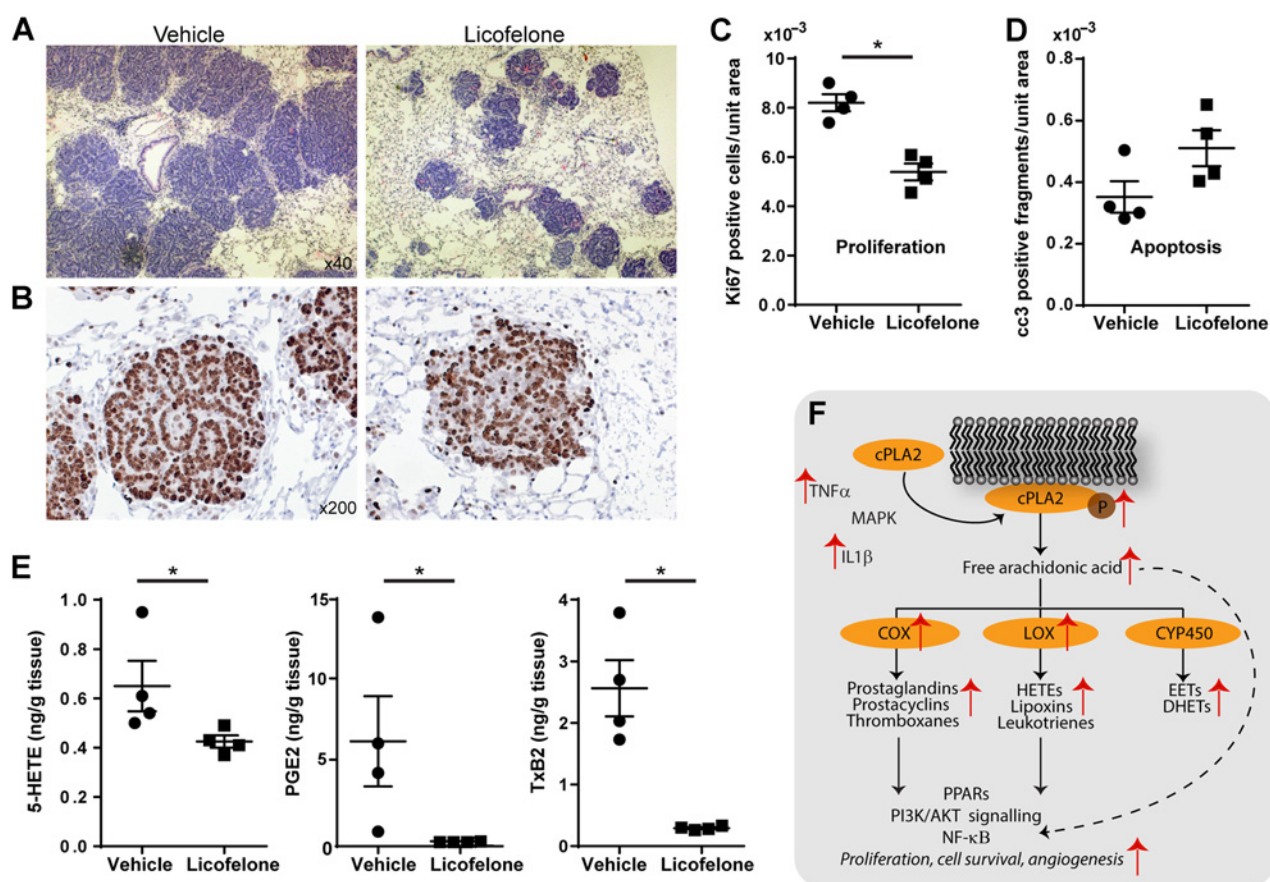 A
Vehicle
Licofelone
x40
B
x200
C
x10⁻³
Ki67 positive cells/unit area
10
8.0
6.0
4.0
2.0
0.0
*
Proliferation
Vehicle Licofelone
D
x10⁻³
cc3 positive fragments/unit area
0.8
0.6
0.4
0.2
0.0
Apoptosis
Vehicle Licofelone
E
5-HETE (ng/g tissue)
1.0
0.8
0.6
0.4
0.2
0.0
*
Vehicle Licofelone
PGE2 (ng/g tissue)
15
10
5
0
*
Vehicle Licofelone
TxB2 (ng/g tissue)
4
3
2
1
0
*
Vehicle Licofelone
F
cPLA2
cPLA2
P
TNFα
MAPK
IL1β
Free arachidonic acid
COX
LOX
CYP450
Prostaglandins
Prostacyclins
Thromboxanes
HETEs
Lipoxins
Leukotrienes
EETs
DHETs
PPARs
PI3K/AKT signalling
NF-κB
Proliferation, cell survival, angiogenesis